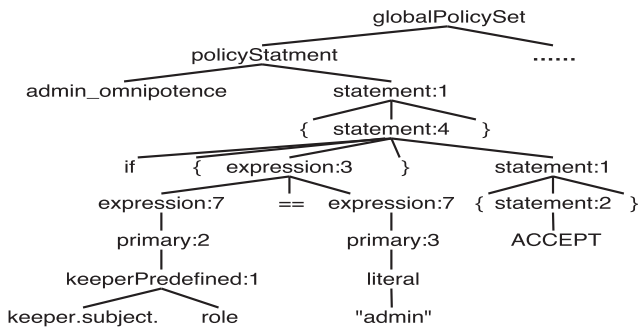 globalPolicySet
policyStatment ......
admin_omnipotence statement:1
{ statement:4 }
if { expression:3 } statement:1
expression:7 == expression:7 { statement:2 }
primary:2 primary:3 ACCEPT
keeperPredefined:1 literal
keeper.subject. role "admin"